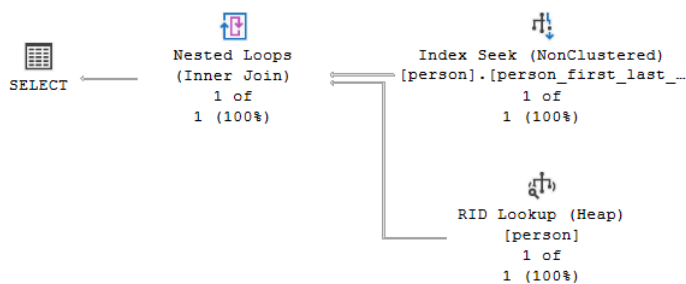 SELECT
Nested Loops
(Inner Join)
1 of
1 (100%)
Index Seek (NonClustered)
[person].[person_first_last_…
1 of
1 (100%)
RID Lookup (Heap)
[person]
1 of
1 (100%)